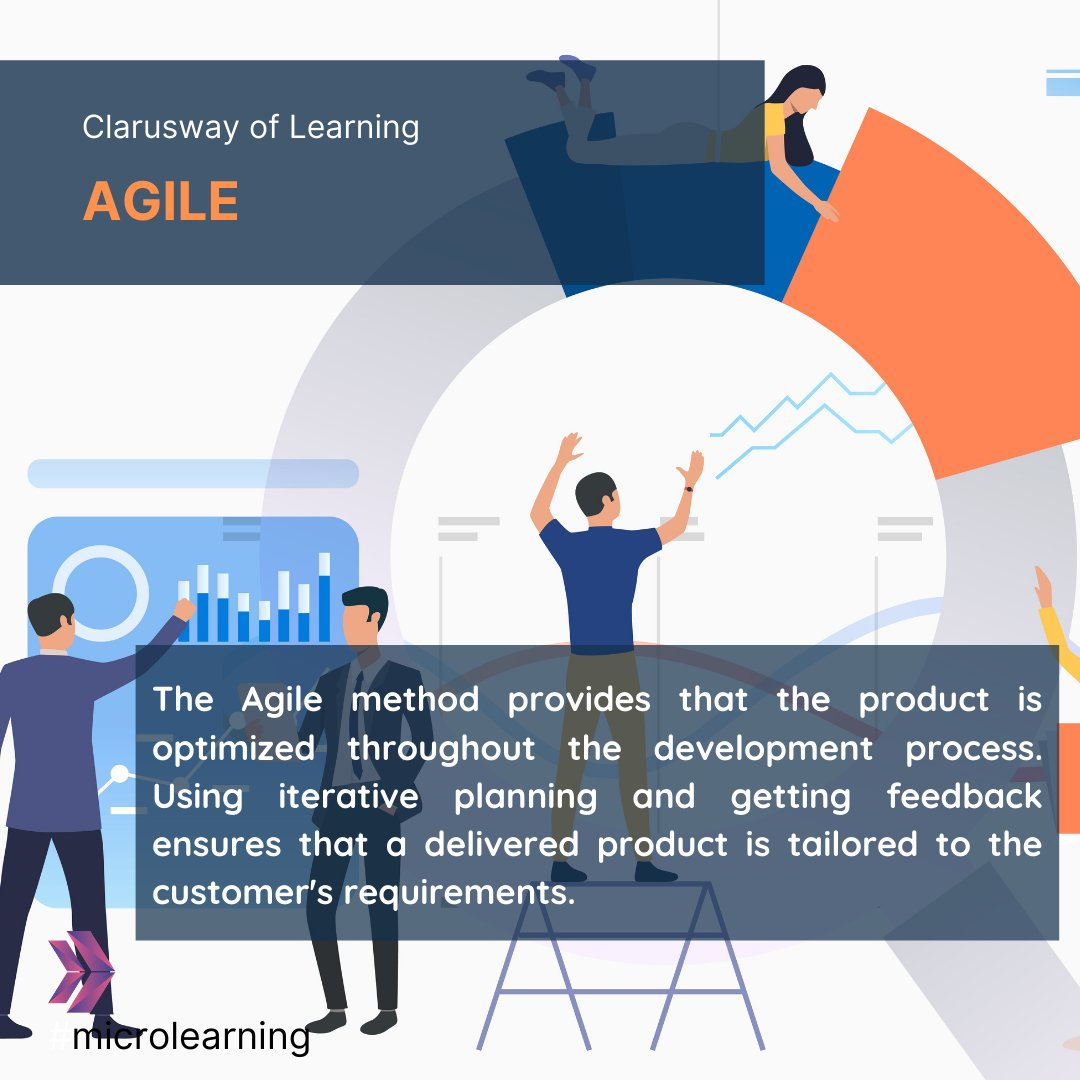 Clarusway of Learning
AGILE
The Agile method provides that the product is
optimized throughout the development process.
Using iterative planning and getting feedback
ensures that a delivered product is tailored to the
customer's requirements.
#microlearning